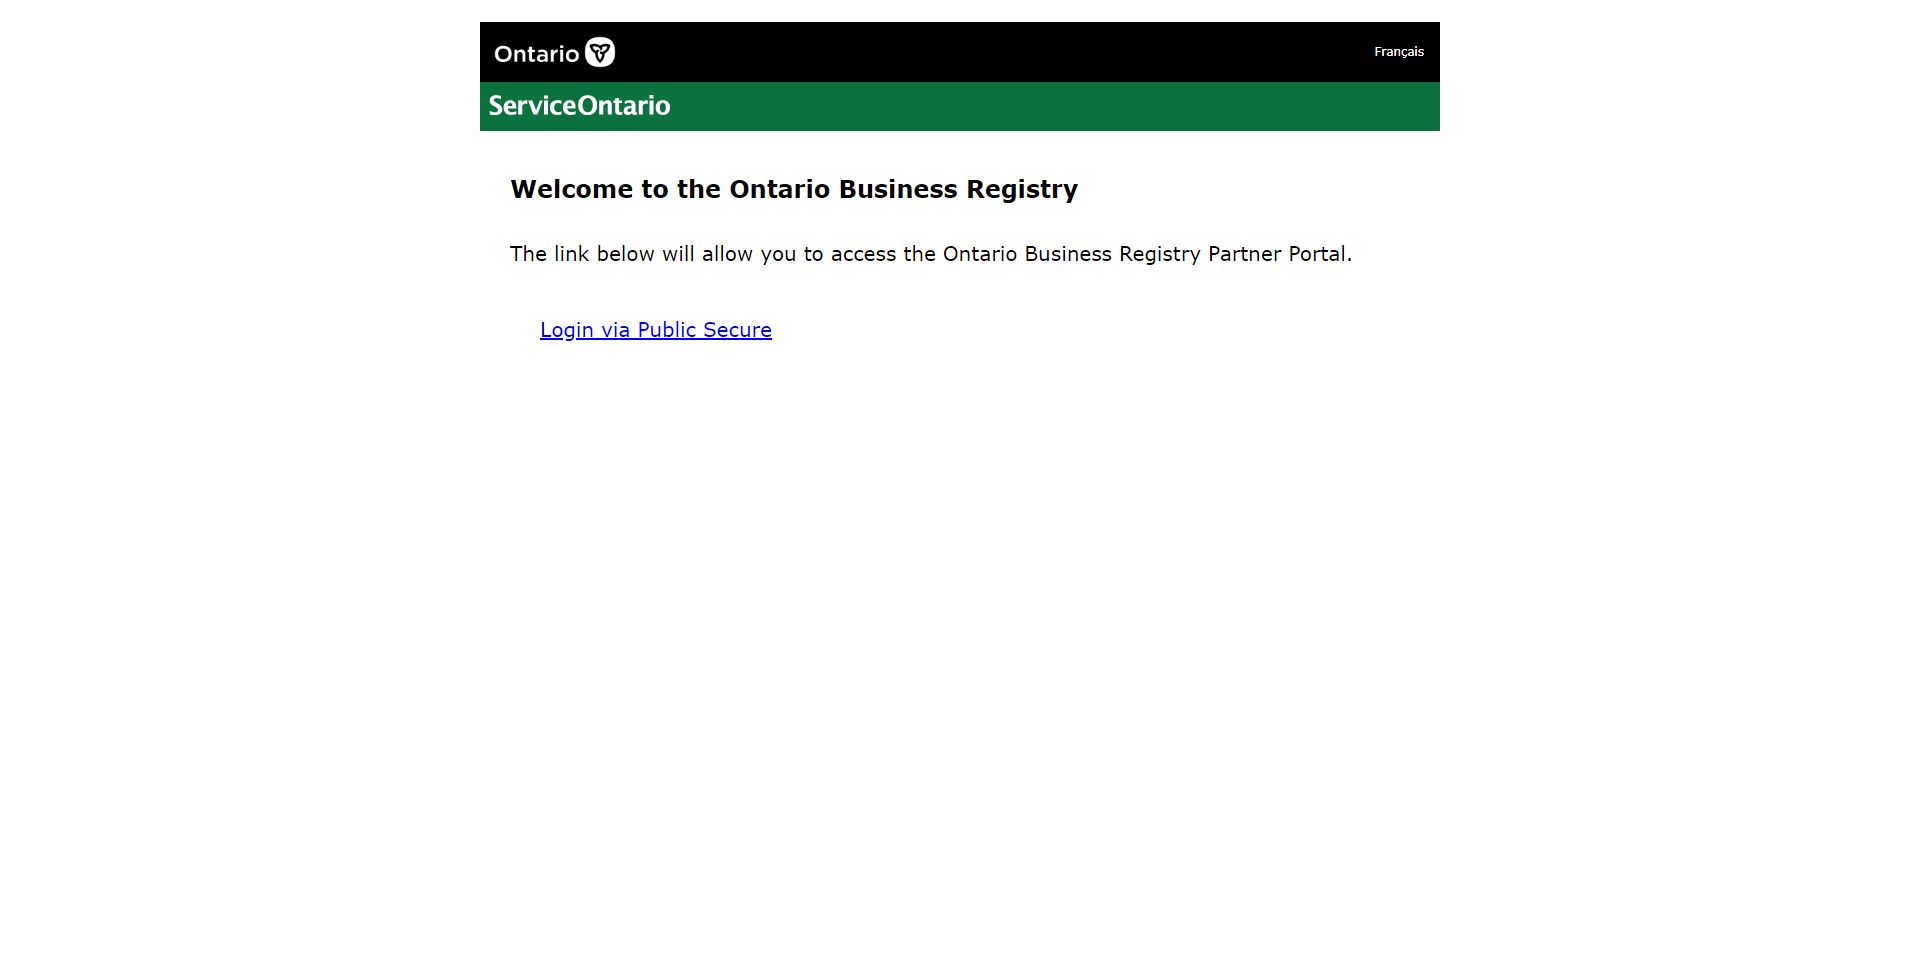 Ontario
Français
ServiceOntario
Welcome to the Ontario Business Registry
The link below will allow you to access the Ontario Business Registry Partner Portal.
Login via Public Secure